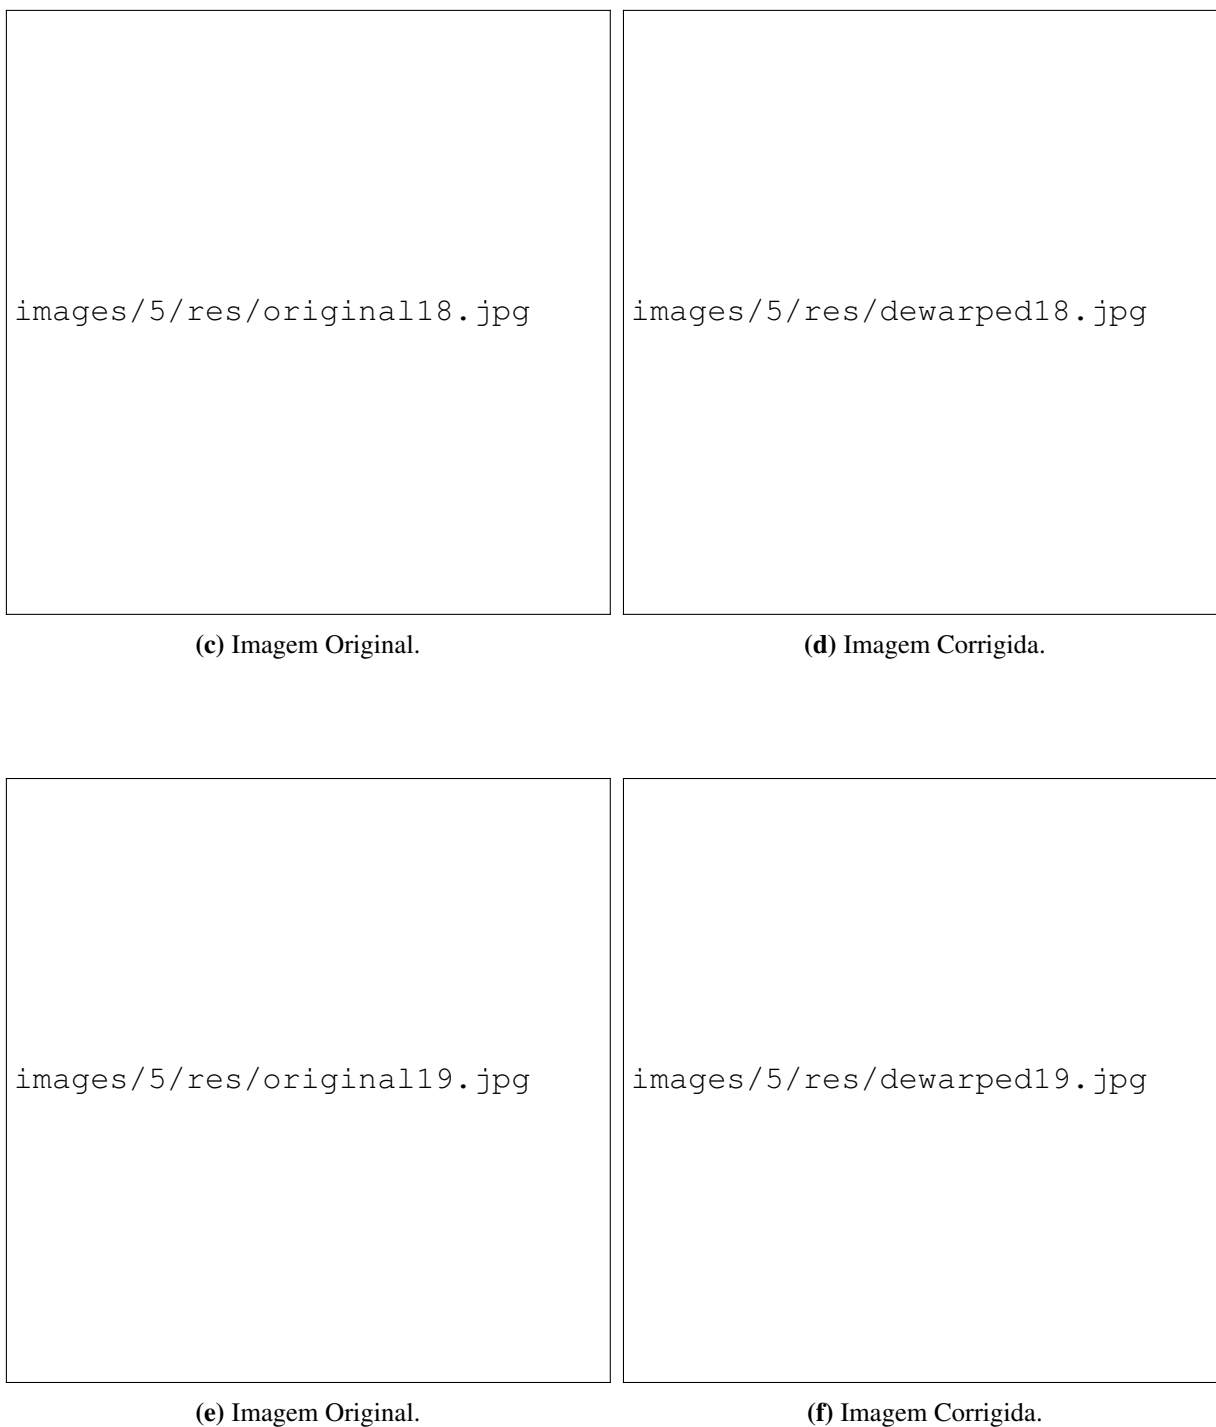 images/5/res/original18.jpg
images/5/res/dewarped18.jpg
(c) Imagem Original.
(d) Imagem Corrigida.
images/5/res/original19.jpg
images/5/res/dewarped19.jpg
(e) Imagem Original.
(f) Imagem Corrigida.